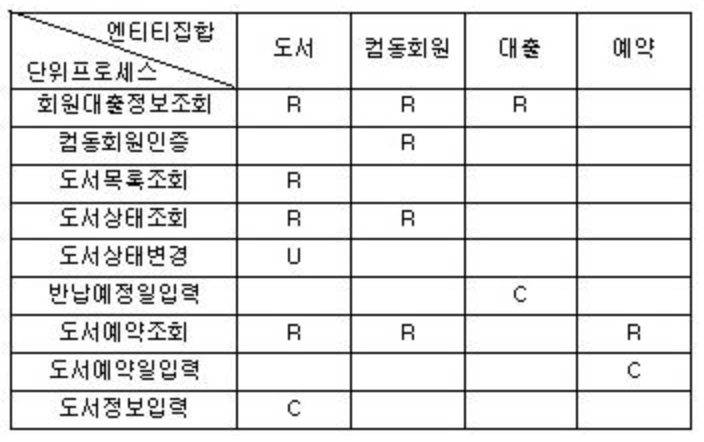 엔티티집합
단위프로세스
도서 컴동회원 대출 예약
회원대출정보조회 R R R
컴동회원인증 R
도서목록조회 R
도서상태조회 R R
도서상태변경 U
반납예정일입력 C
도서예약조회 R R R
도서예약일입력 C
도서정보입력 C